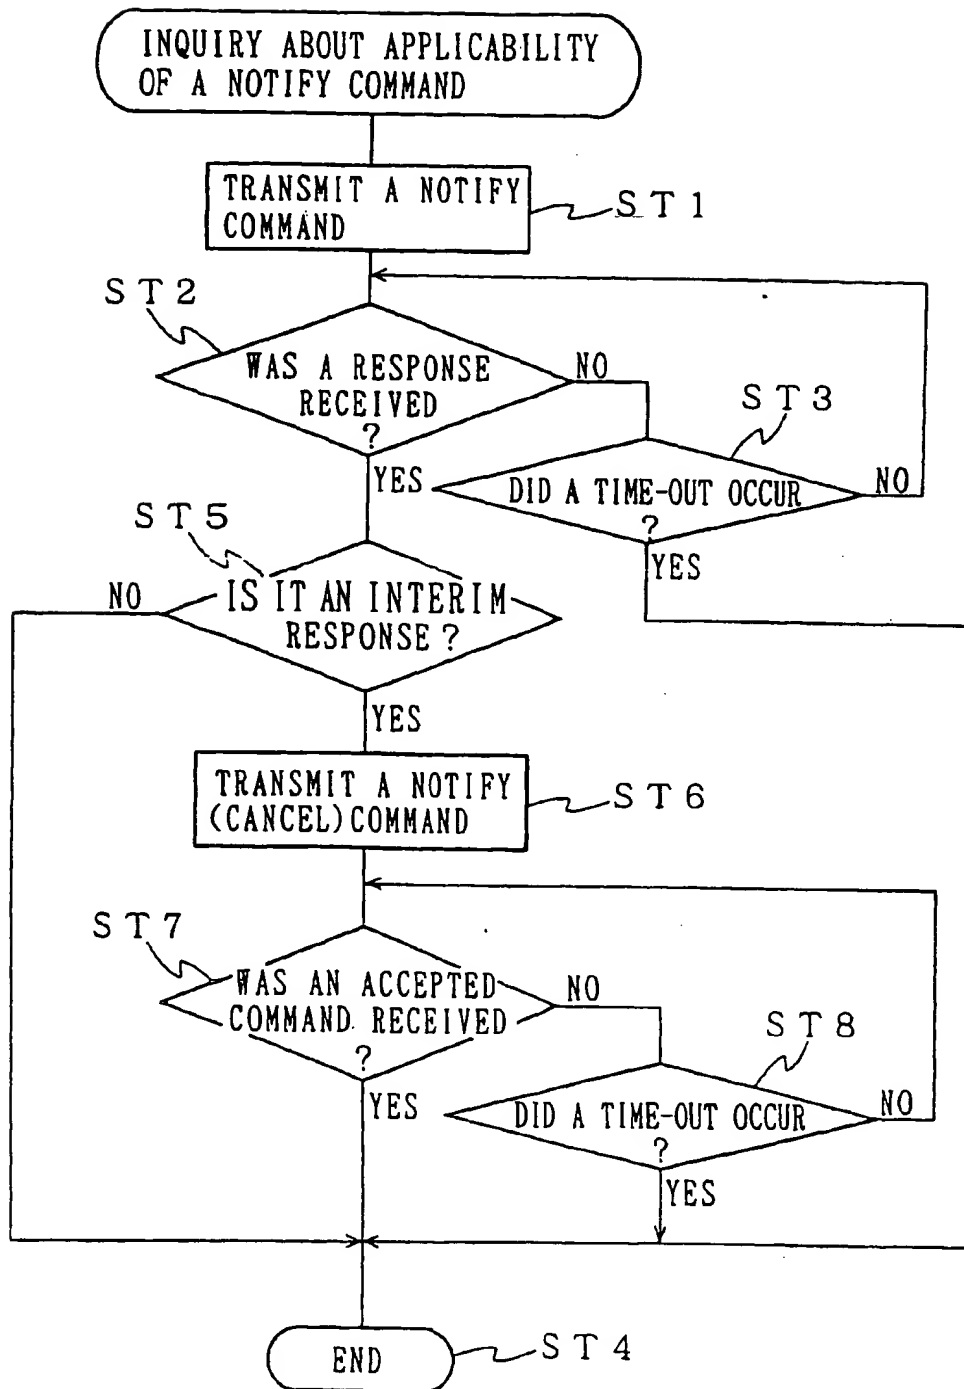 INQUIRY ABOUT APPLICABILITY
OF A NOTIFY COMMAND
TRANSMIT A NOTIFY
COMMAND
ST1
ST2
WAS A RESPONSE
RECEIVED
?
NO
YES
ST3
DID A TIME-OUT OCCUR
?
NO
YES
ST5
IS IT AN INTERIM
RESPONSE ?
NO
YES
TRANSMIT A NOTIFY
(CANCEL) COMMAND
ST6
ST7
WAS AN ACCEPTED
COMMAND RECEIVED
?
NO
YES
ST8
DID A TIME-OUT OCCUR
?
NO
YES
END
ST4